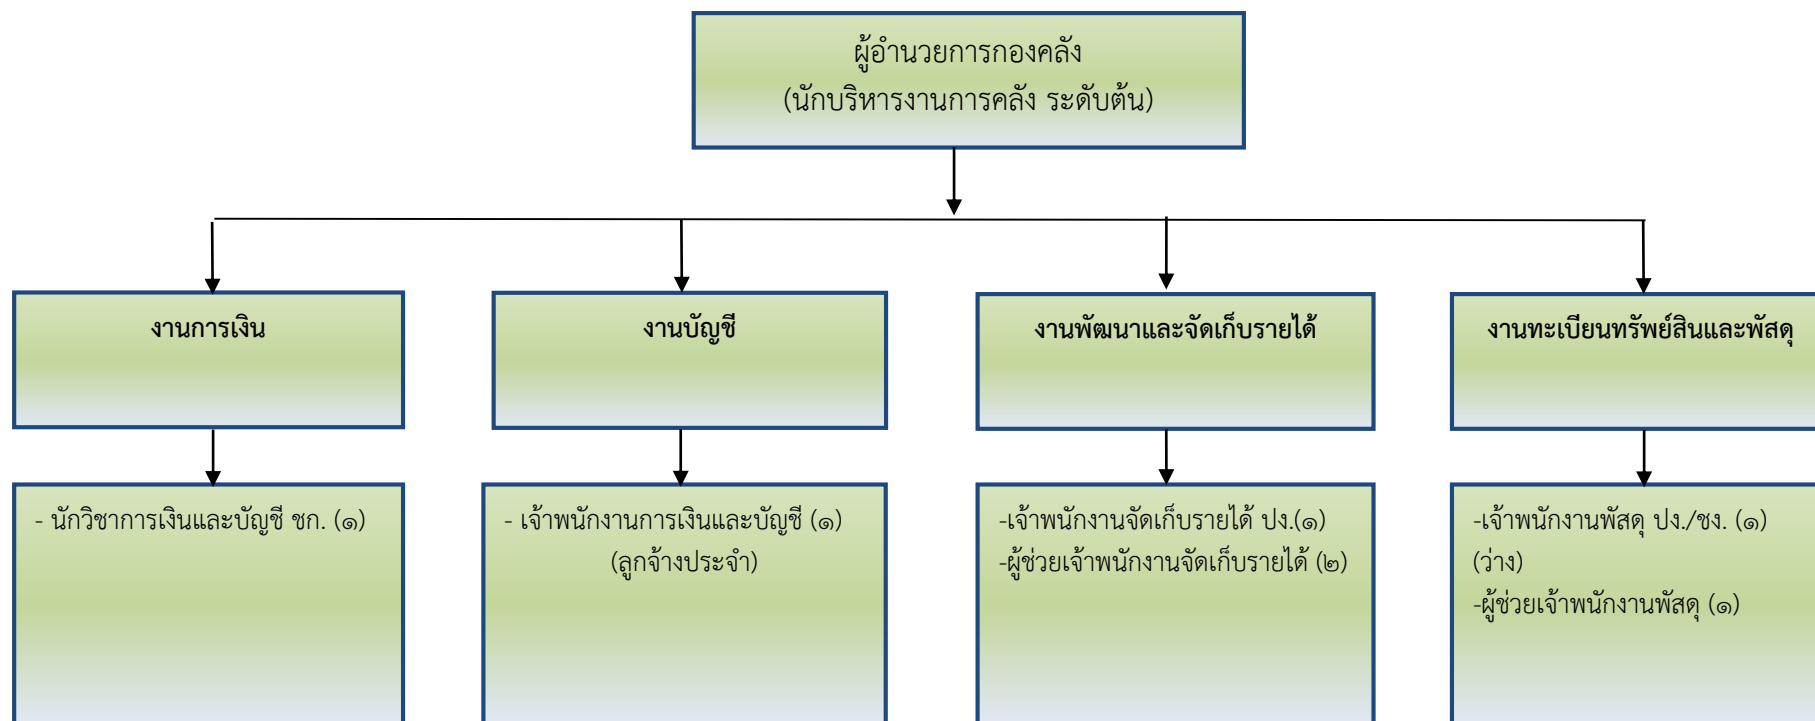 ผู้อำนวยการกองคลัง
(นักบริหารงานการคลัง ระดับต้น)
งานการเงิน
งานบัญชี
งานพัฒนาและจัดเก็บรายได้
งานทะเบียนทรัพย์สินและพัสดุ
- นักวิชาการเงินและบัญชี ชก. (๑)
- เจ้าพนักงานการเงินและบัญชี (๑)
(ลูกจ้างประจำ)
-เจ้าพนักงานจัดเก็บรายได้ ปง.(๑)
-ผู้ช่วยเจ้าพนักงานจัดเก็บรายได้ (๒)
-เจ้าพนักงานพัสดุ ปง./ชง. (๑)
(ว่าง)
-ผู้ช่วยเจ้าพนักงานพัสดุ (๑)